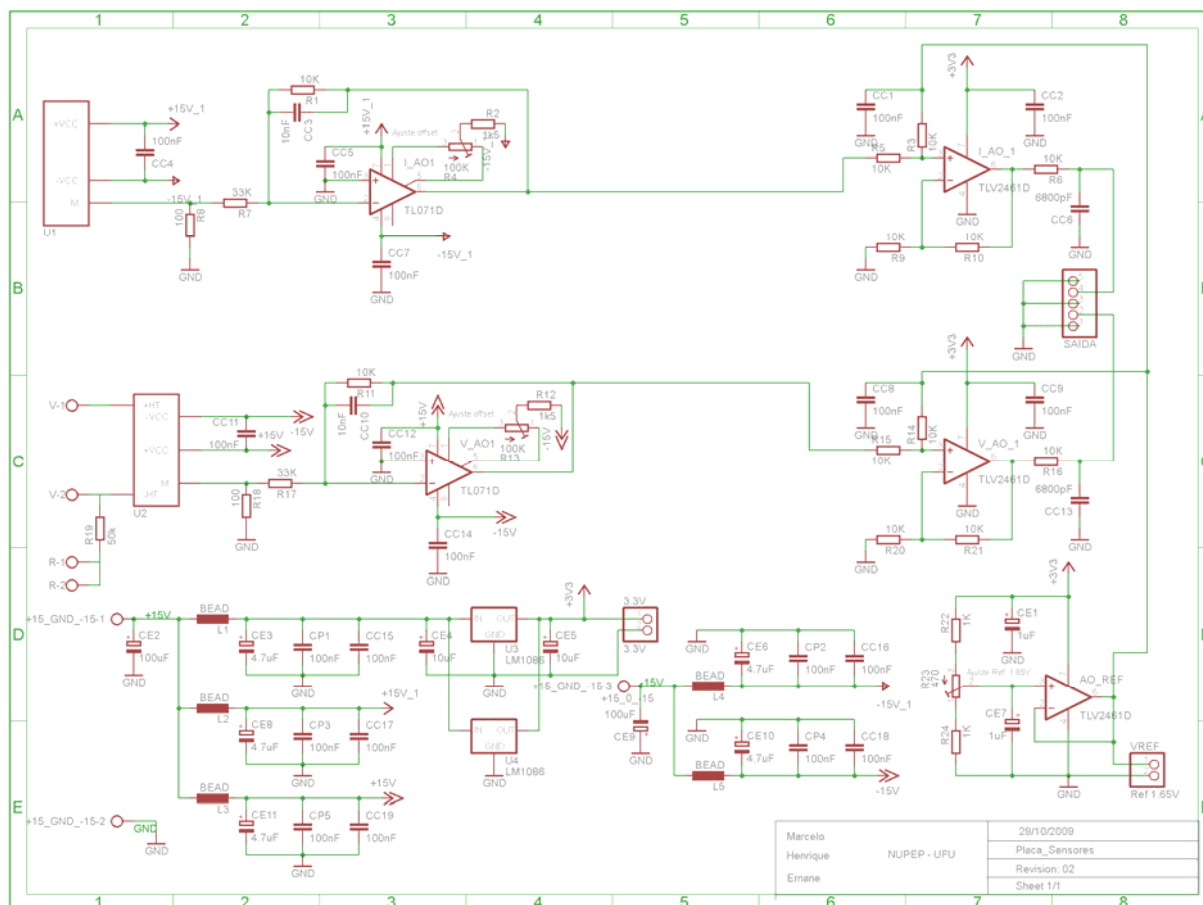 1 2 3 4 5 6 7 8
A
+VCC
-VCC
M
U1
+15V_1
100nF
CC4
-15V_1
100
R8
GND
33K
R7
10K
R1
10nF
CC3
+15V_1
Ajuste offset
R2
1k5
-15V_1
100K
R4
CC5
100nF
GND
I_AO1
TL071D
CC7
100nF
GND
-15V_1
+3V3
CC1
100nF
GND
R3
10K
CC2
100nF
GND
R5
10K
I_AO_1
TLV2461D
GND
10K
R6
6800pF
CC6
GND
10K
R9
GND
10K
R10
B
SAIDA
GND
C
V-1
V-2
+HT
-VCC
+VCC
M
-HT
U2
R19
50k
R-1
R-2
CC11
100nF
-15V
+15V
100
R18
GND
33K
R17
10K
R11
10nF
CC10
+15V
Ajuste offset
R12
1k5
-15V
100K
R13
CC12
100nF
GND
V_AO1
TL071D
CC14
100nF
GND
-15V
+3V3
CC8
100nF
GND
R14
10K
CC9
100nF
GND
R15
10K
V_AO_1
TLV2461D
GND
10K
R16
6800pF
CC13
GND
10K
R20
GND
10K
R21
D
+15_GND_-15-1
+15V
CE2
100uF
GND
BEAD
L1
CE3
4.7uF
CP1
100nF
CC15
100nF
GND
CE4
10uF
IN OUT
GND
U3
LM1086
GND
+3V3
CE5
10uF
3.3V
3.3V
BEAD
L2
CE8
4.7uF
CP3
100nF
CC17
100nF
GND
+15V_1
IN OUT
GND
U4
LM1086
GND
+15_GND_-15-3
-15V
+15_0_-15
100uF
CE9
GND
GND
CE6
4.7uF
CP2
100nF
CC16
100nF
BEAD
L4
-15V_1
GND
CE10
4.7uF
CP4
100nF
CC18
100nF
BEAD
L5
-15V
+3V3
R22
1K
CE1
1uF
R23
470
Ajuste Ref 1.65V
AO_REF
TLV2461D
R24
1K
CE7
1uF
GND
VREF
Ref 1.65V
E
BEAD
L3
+15V
CE11
4.7uF
CP5
100nF
CC19
100nF
GND
+15_GND_-15-2
GND
GND
Marcelo
Henrique
Ernane
NUPEP - UFU
29/10/2009
Placa_Sensores
Revision: 02
Sheet 1/1
1 2 3 4 5 6 7 8